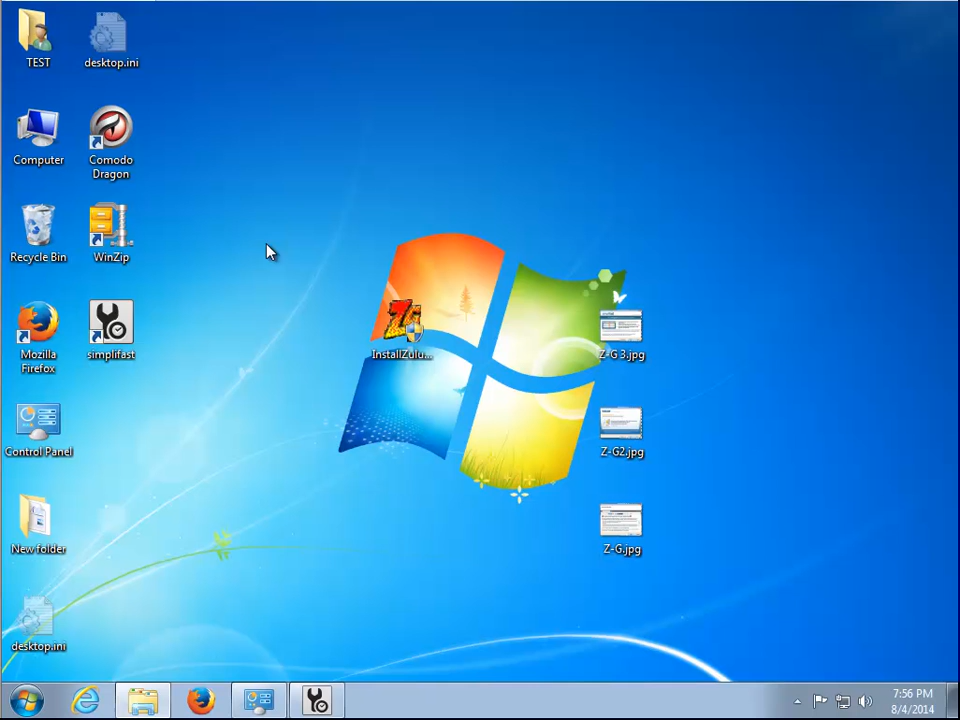 TEST
desktop.ini
Computer
Comodo
Dragon
Recycle Bin
WinZip
Mozilla
Firefox
simplifast
InstallZulu...
Z-G 3.jpg
Control Panel
Z-G2.jpg
New folder
Z-G.jpg
desktop.ini
7:56 PM
8/4/2014